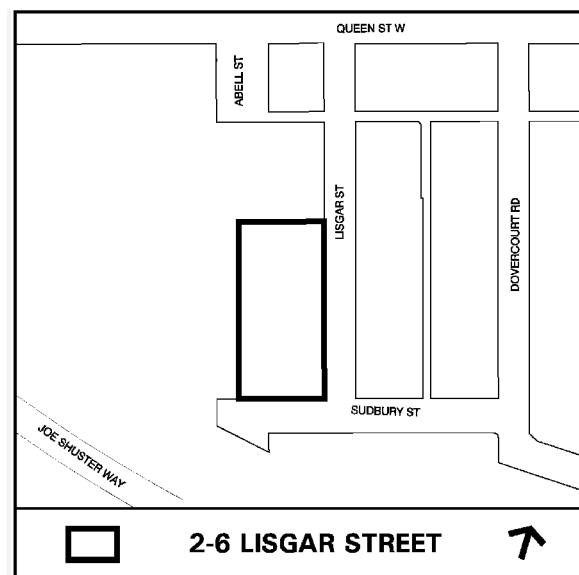 QUEEN ST W
ABELL ST
LISGAR ST
DOVERCOURT RD
SUDBURY ST
JOE SHUSTER WAY
2-6 LISGAR STREET